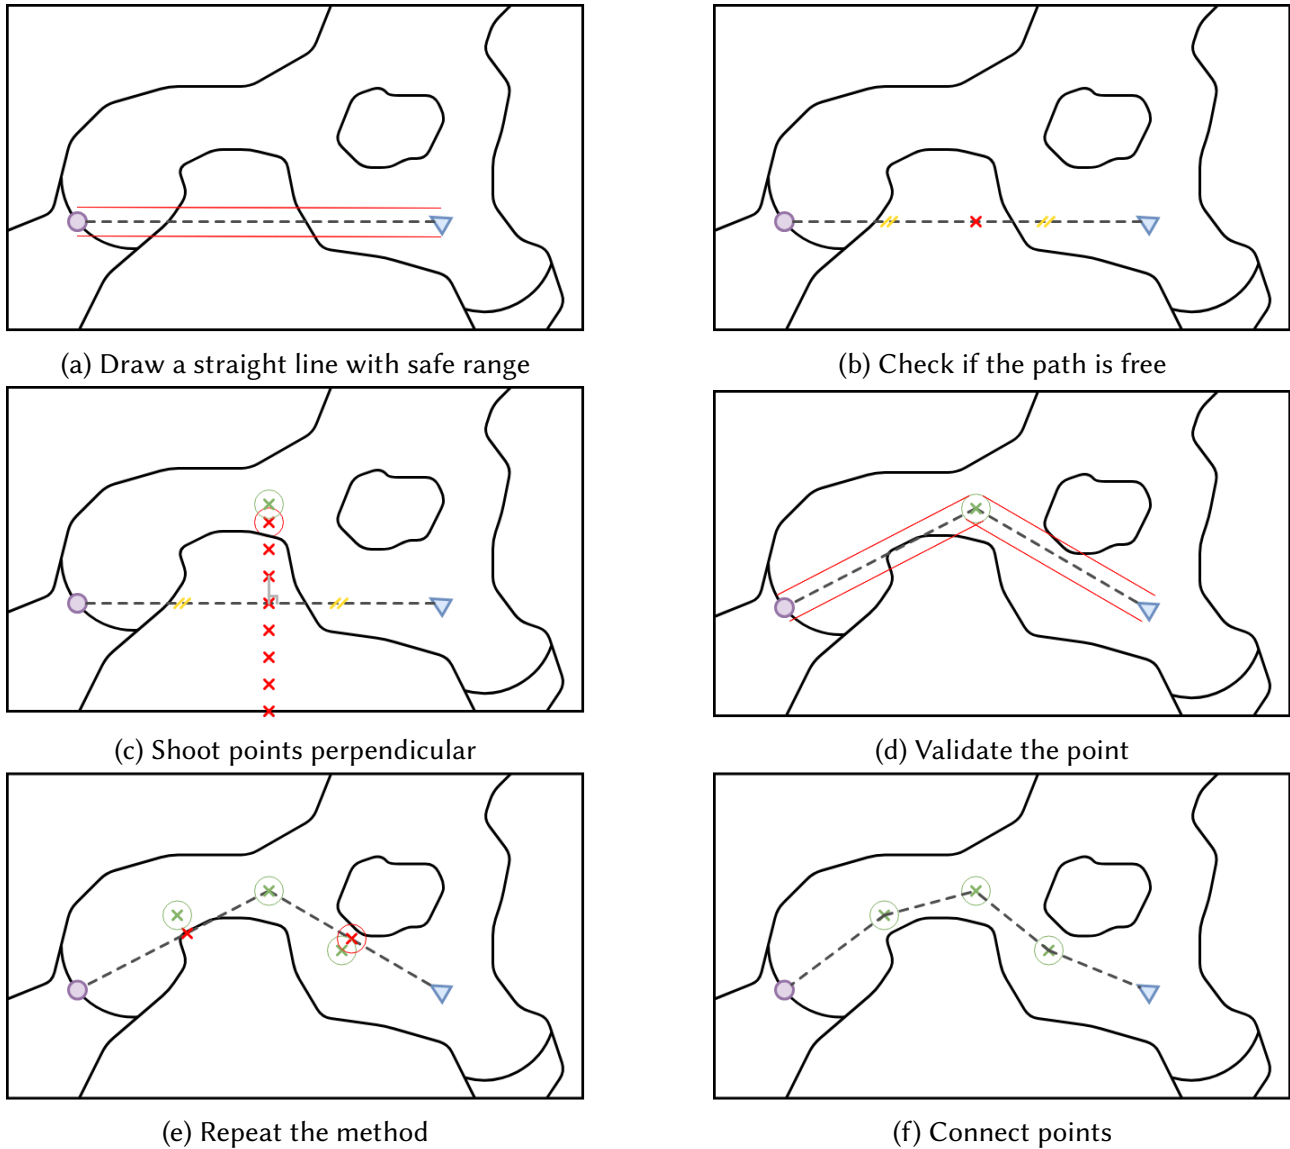 (a) Draw a straight line with safe range
(b) Check if the path is free
(c) Shoot points perpendicular
(d) Validate the point
(e) Repeat the method
(f) Connect points